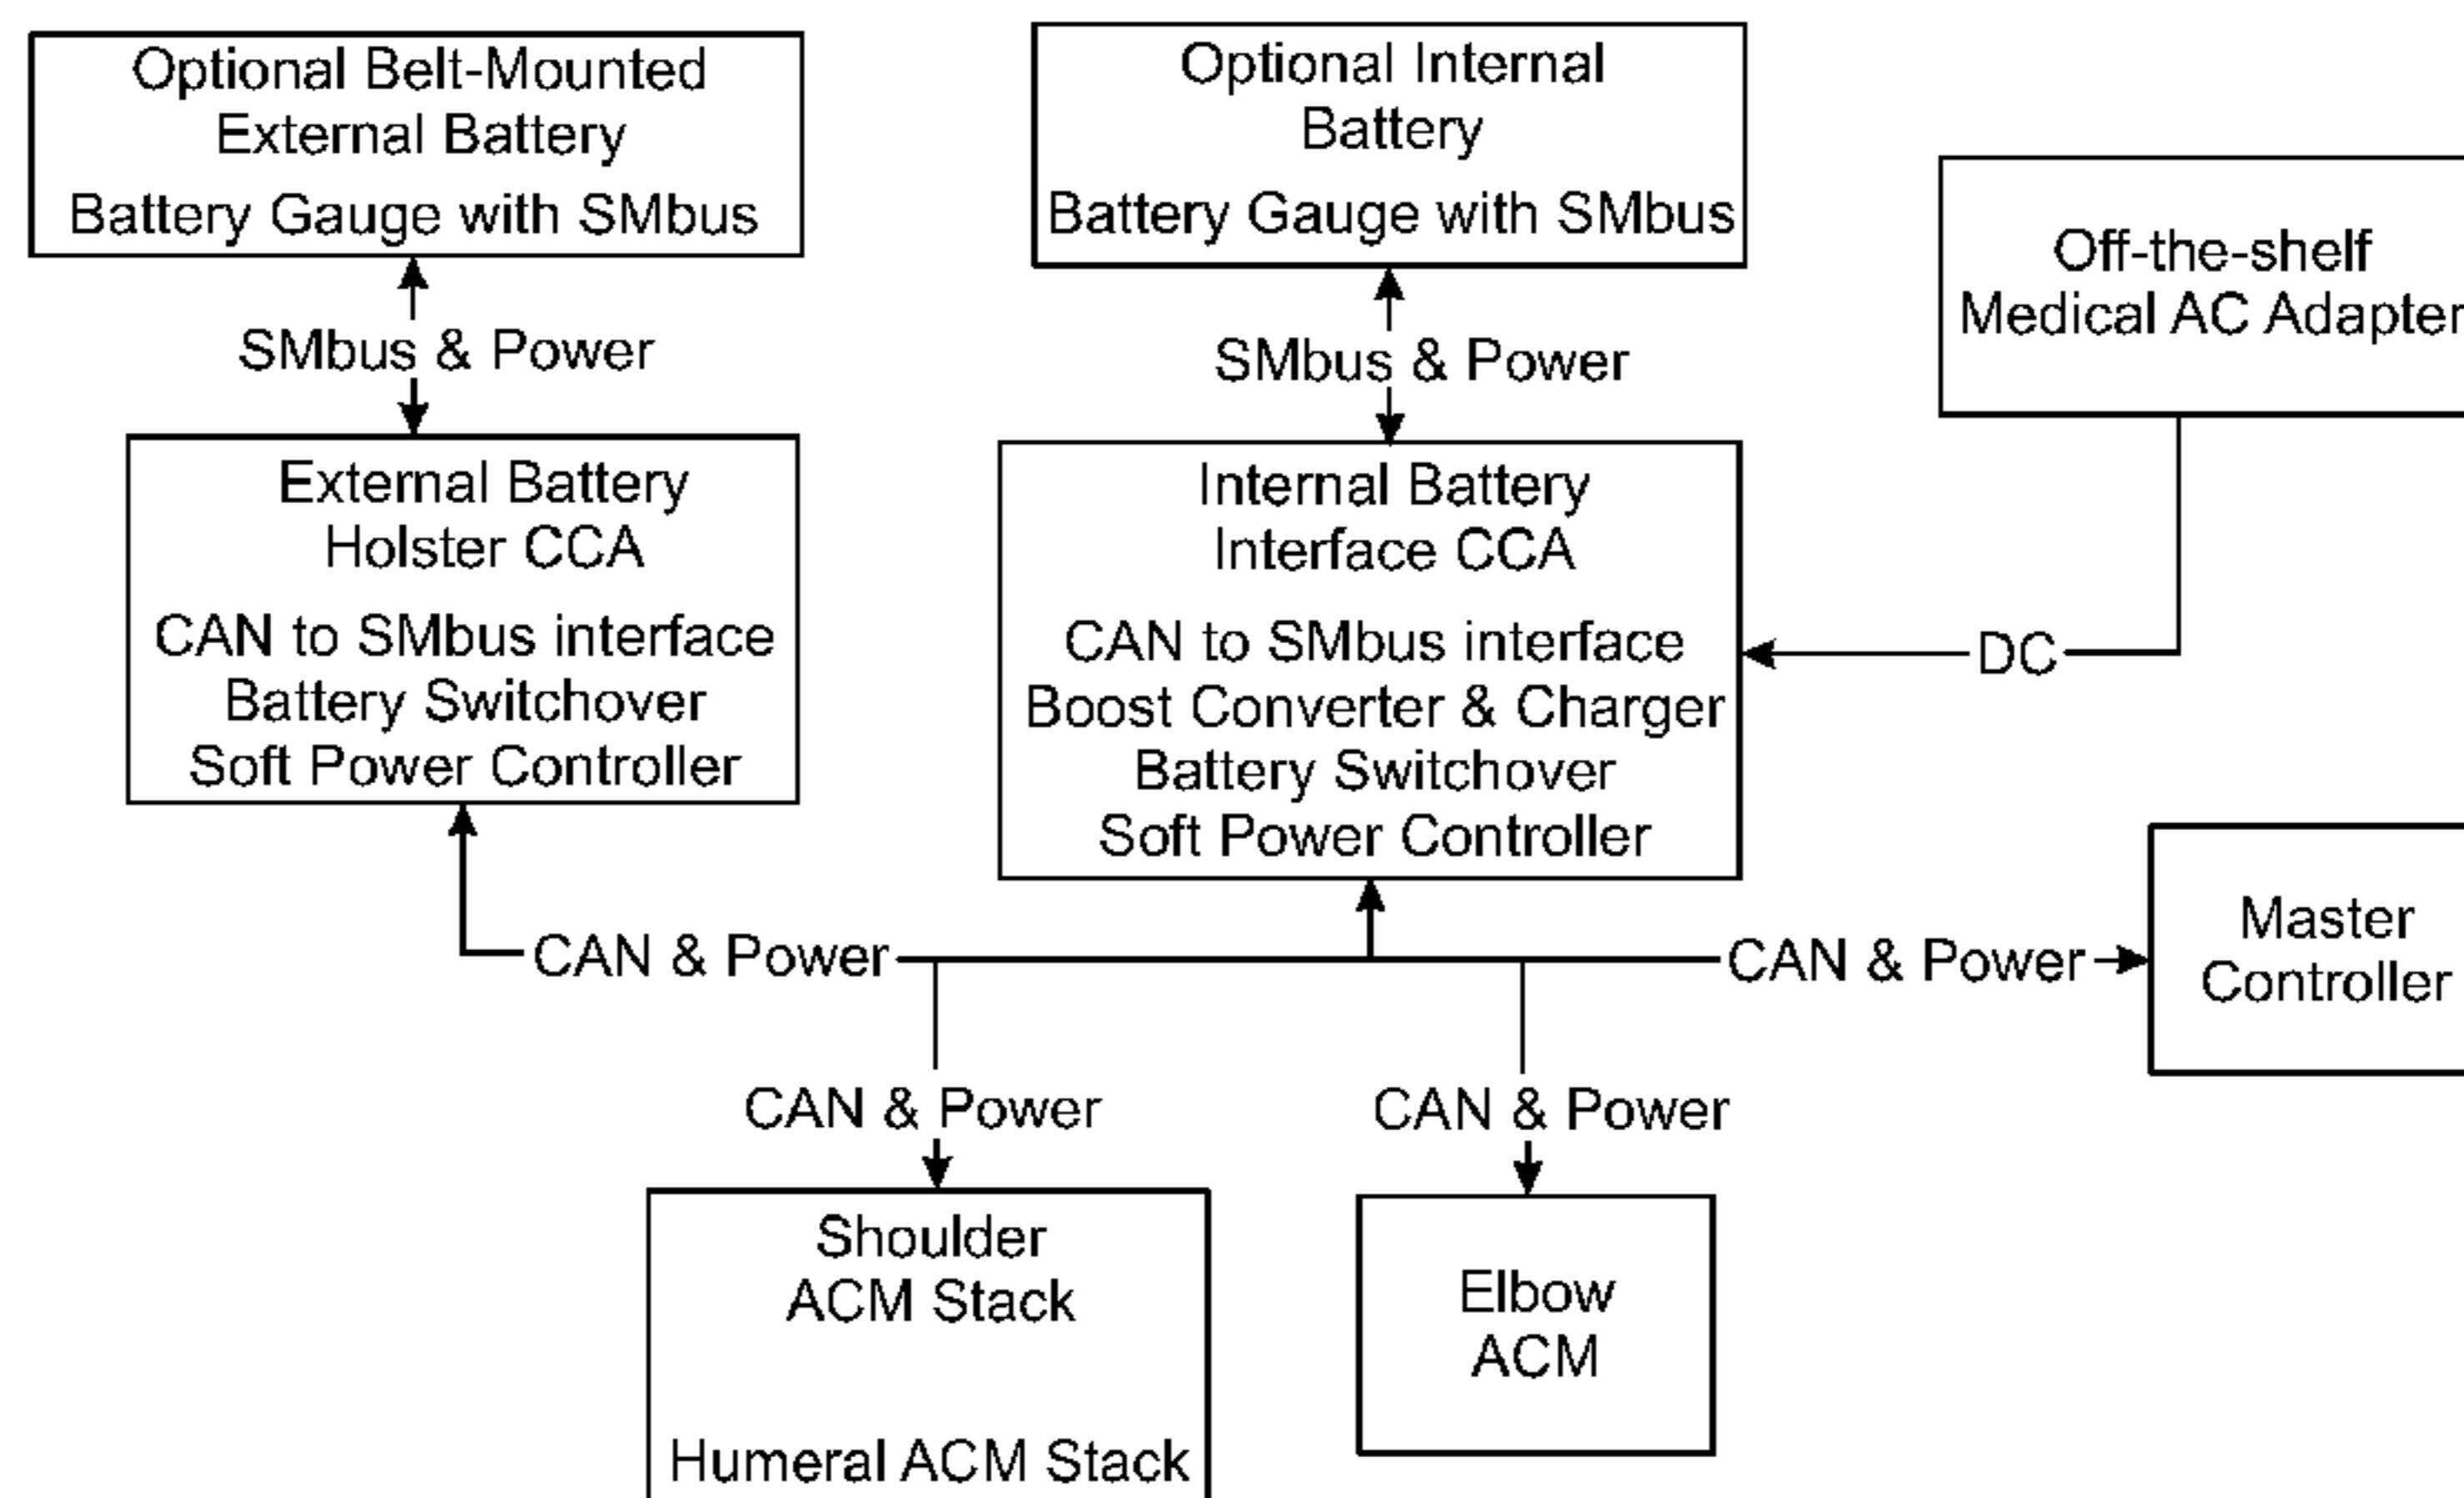 Optional Belt-Mounted
External Battery
Battery Gauge with SMbus
Optional Internal
Battery
Battery Gauge with SMbus
Off-the-shelf
Medical AC Adapter
SMbus & Power
SMbus & Power
External Battery
Holster CCA
CAN to SMbus interface
Battery Switchover
Soft Power Controller
Internal Battery
Interface CCA
CAN to SMbus interface
Boost Converter & Charger
Battery Switchover
Soft Power Controller
DC
Master
Controller
CAN & Power
CAN & Power
CAN & Power
CAN & Power
Shoulder
ACM Stack
Humeral ACM Stack
Elbow
ACM